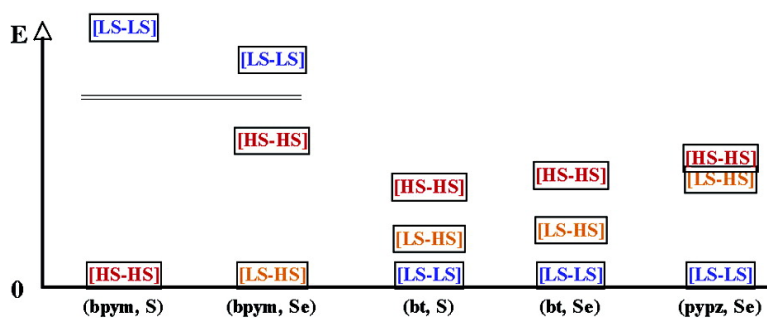 E
[LS-LS]
[LS-LS]
[HS-HS]
[HS-HS]
[HS-HS]
[HS-HS]
[LS-HS]
[LS-HS]
[LS-HS]
0
[HS-HS]
[LS-HS]
[LS-LS]
[LS-LS]
[LS-LS]
(bpym, S)
(bpym, Se)
(bt, S)
(bt, Se)
(pypz, Se)